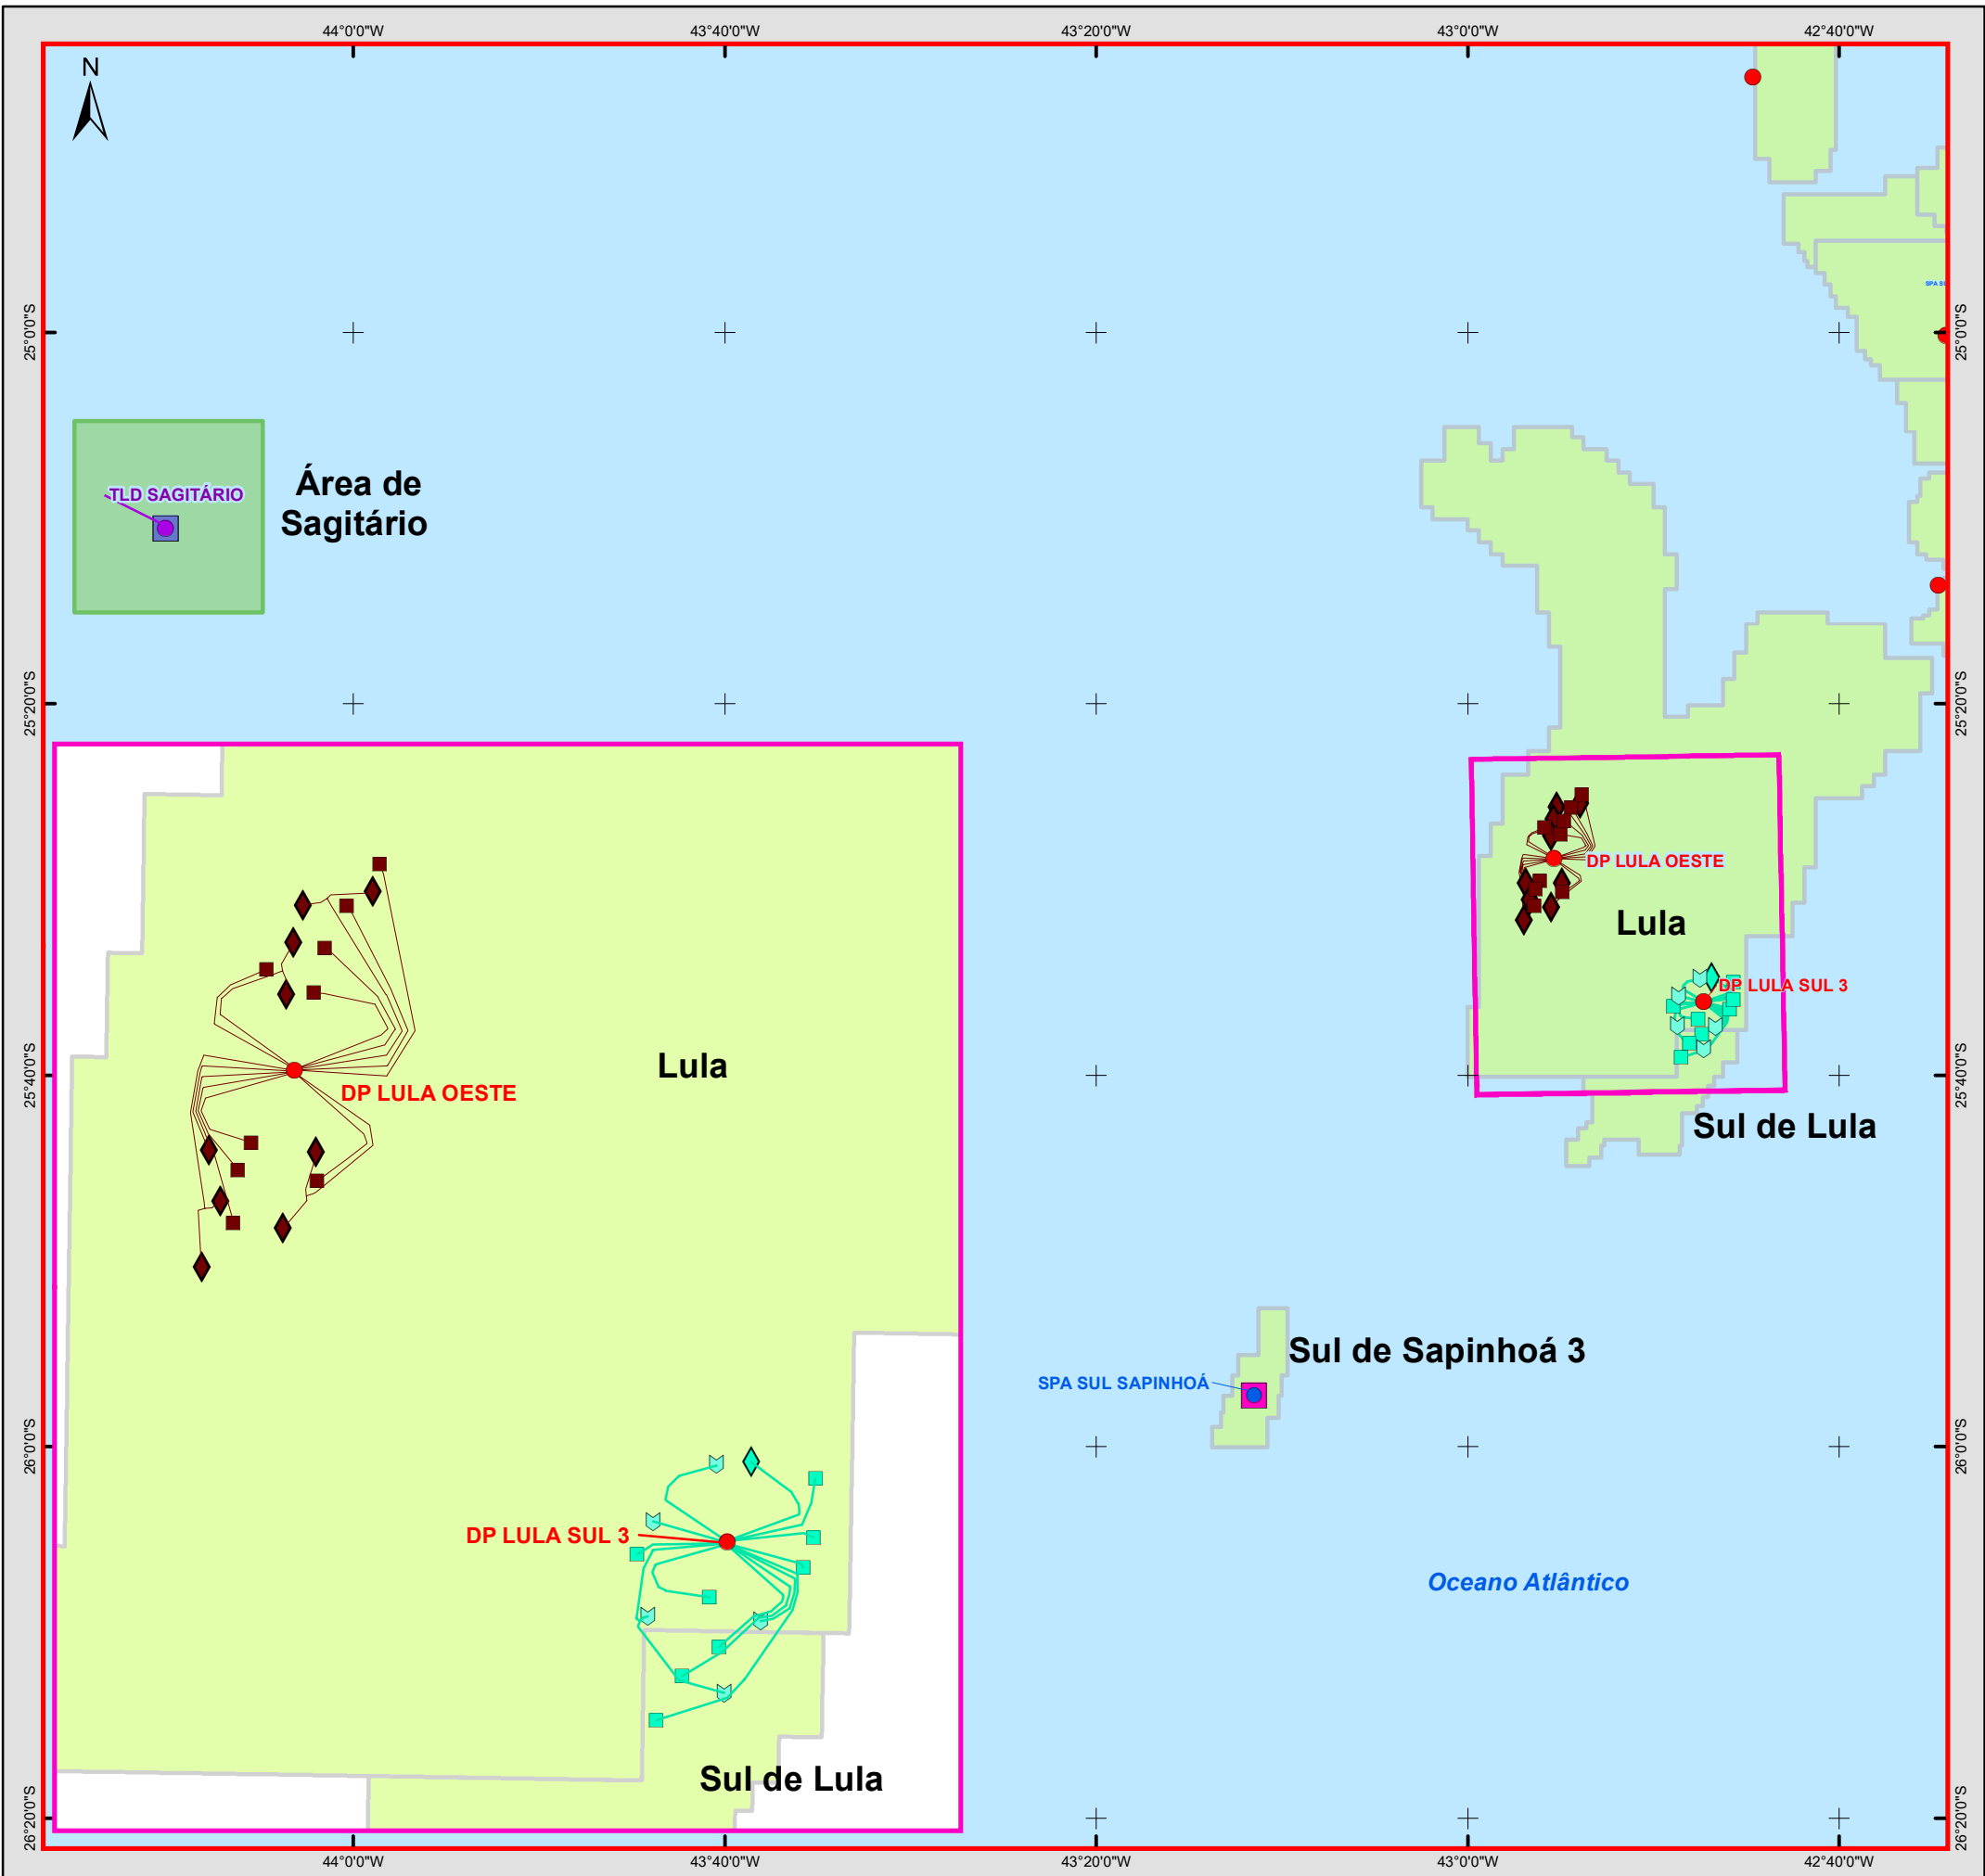 44°0'0"W
43°40'0"W
43°20'0"W
43°0'0"W
42°40'0"W
N
25°0'0"S
25°0'0"S
TLD SAGITÁRIO
Área de
Sagitário
25°20'0"S
25°20'0"S
DP LULA OESTE
Lula
DP LULA SUL 3
Sul de Lula
Lula
DP LULA OESTE
25°40'0"S
25°40'0"S
Sul de Sapinhoá 3
SPA SUL SAPINHOÁ
26°0'0"S
26°0'0"S
DP LULA SUL 3
Oceano Atlântico
Sul de Lula
26°20'0"S
26°20'0"S
44°0'0"W
43°40'0"W
43°20'0"W
43°0'0"W
42°40'0"W